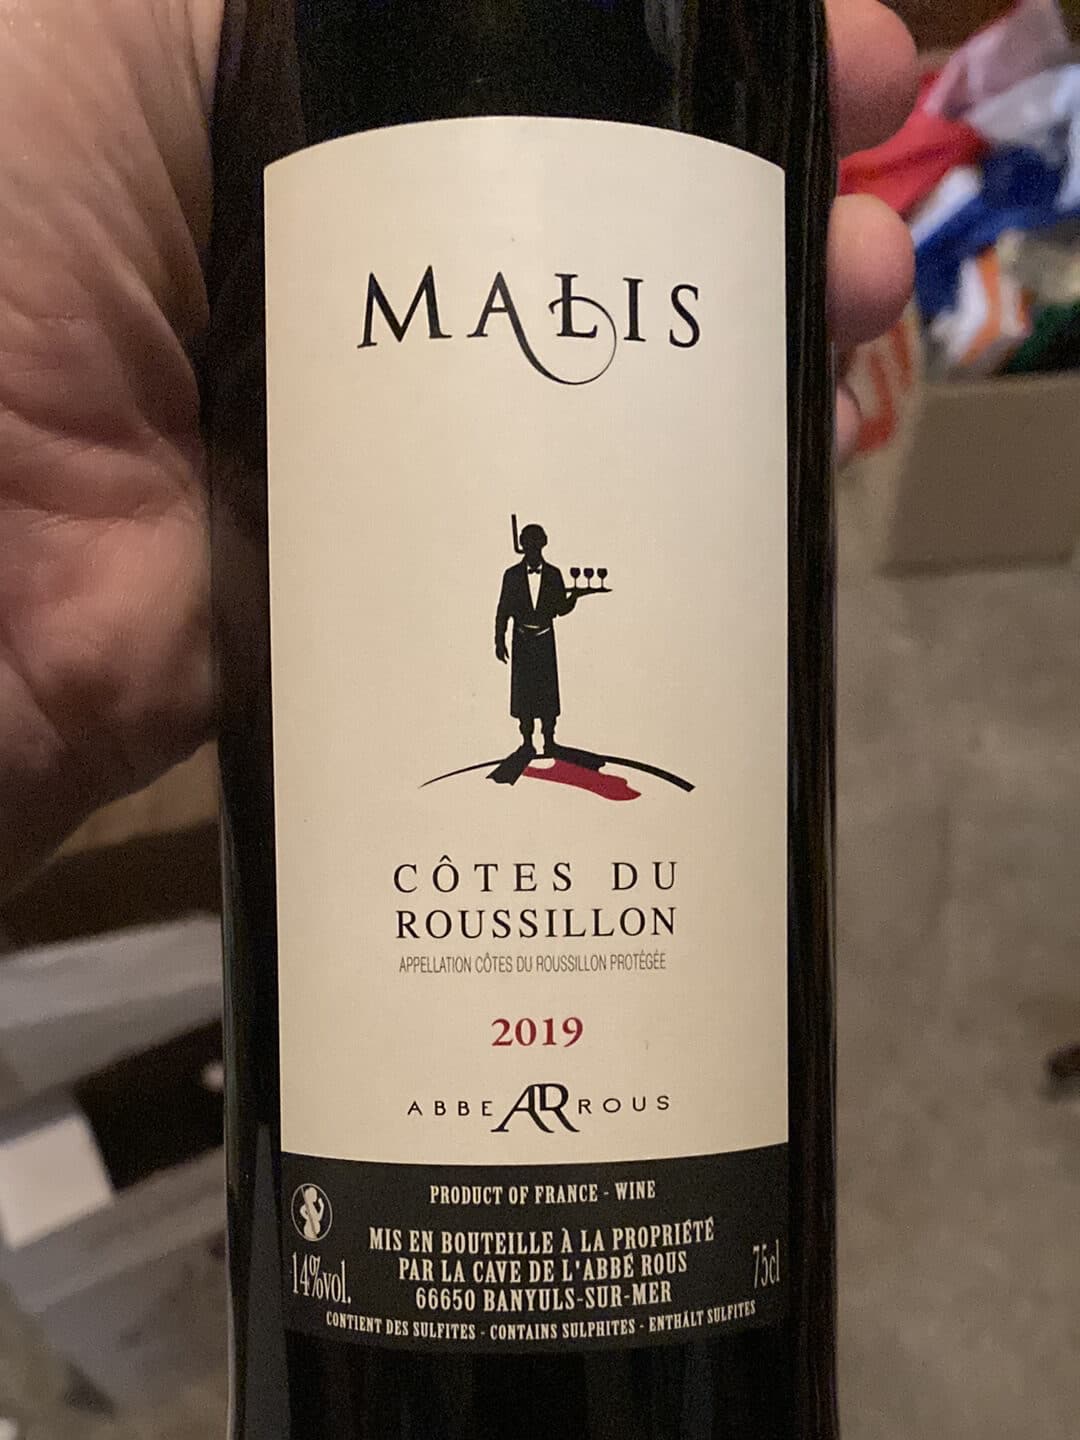 MALIS
CÔTES DU
ROUSSILLON
APPELLATION CÔTES DU ROUSSILLON PROTÉGÉE
2019
ABBE AR ROUS
PRODUCT OF FRANCE - WINE
MIS EN BOUTEILLE À LA PROPRIÉTÉ
PAR LA CAVE DE L'ABBÉ ROUS
66650 BANYULS-SUR-MER
14%vol.
75cl
CONTIENT DES SULFITES - CONTAINS SULPHITES - ENTHÄLT SULFITES